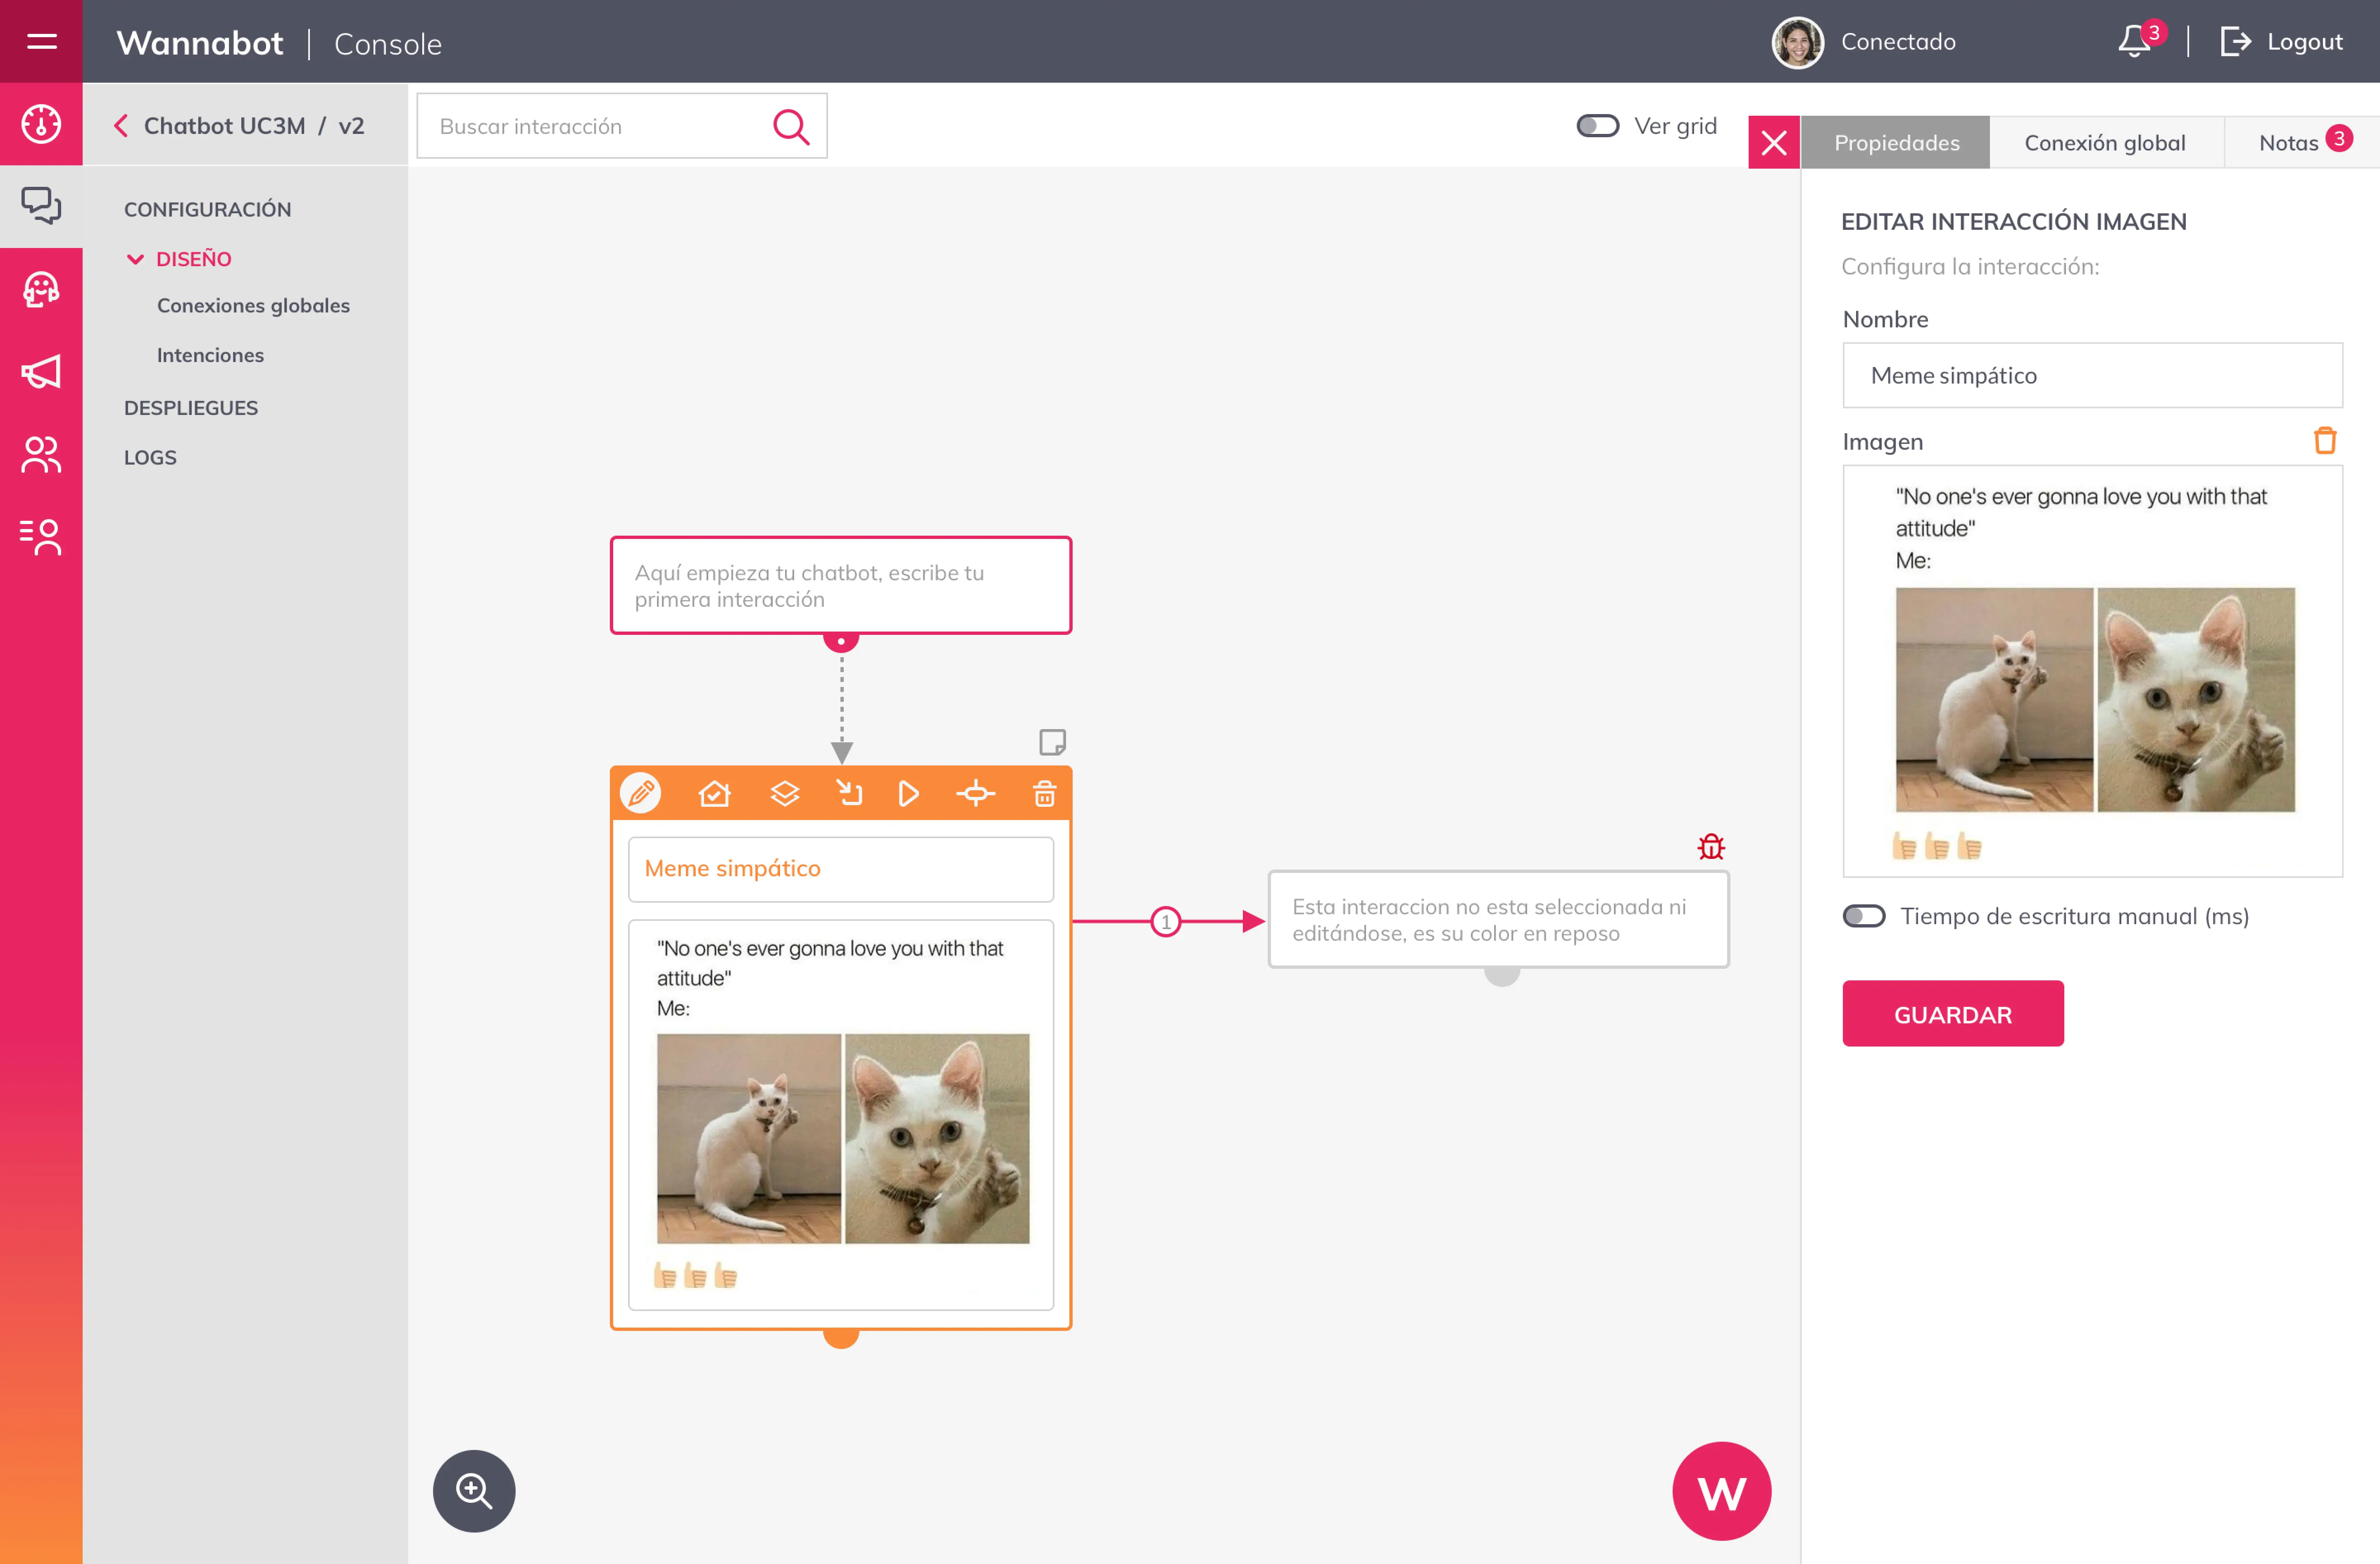 Wannabot | Console
Conectado
3
Logout
Chatbot UC3M / v2
Buscar interacción
Ver grid
CONFIGURACIÓN
DISEÑO
Conexiones globales
Intenciones
DESPLIEGUES
LOGS
Aquí empieza tu chatbot, escribe tu
primera interacción
Meme simpático
"No one's ever gonna love you with that
attitude"
Me:
1
Esta interaccion no esta seleccionada ni
editándose, es su color en reposo
W
Propiedades
Conexión global
Notas 3
EDITAR INTERACCIÓN IMAGEN
Configura la interacción:
Nombre
Meme simpático
Imagen
"No one's ever gonna love you with that
attitude"
Me:
Tiempo de escritura manual (ms)
GUARDAR